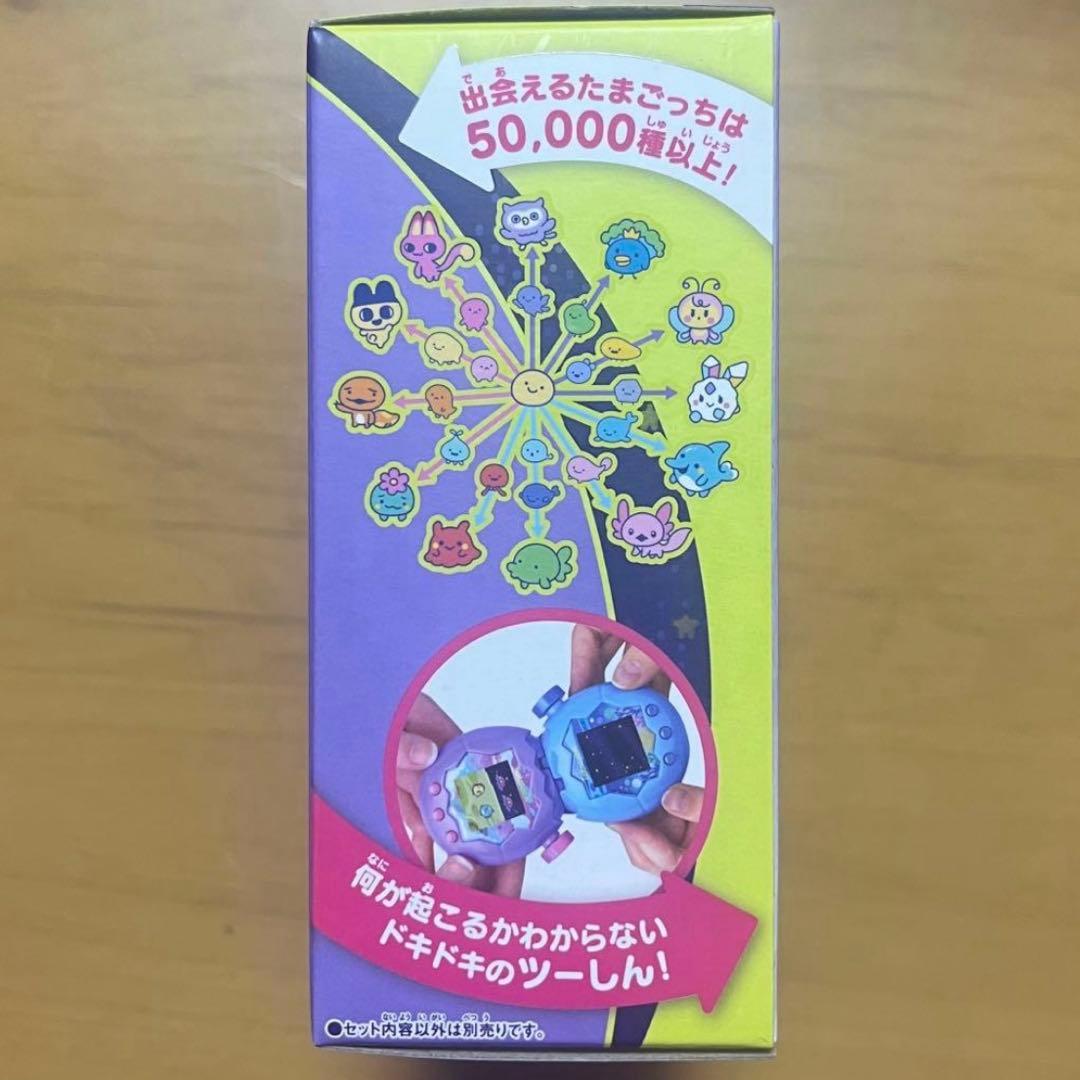 出会えるたまごっちは
50,000種以上!
何が起こるかわからない
ドキドキのツーしん!
●セット内容以外は別売りです。